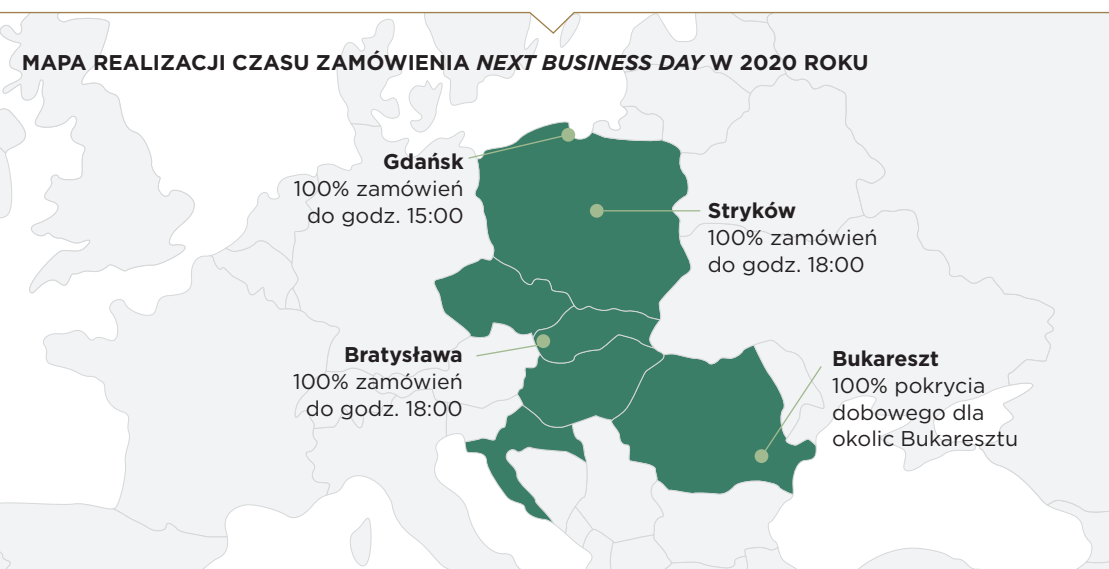 MAPA REALIZACJI CZASU ZAMÓWIENIA NEXT BUSINESS DAY W 2020 ROKU
Gdańsk
100% zamówień
do godz. 15:00
Stryków
100% zamówień
do godz. 18:00
Bratysława
100% zamówień
do godz. 18:00
Bukareszt
100% pokrycia
dobowego dla
okolic Bukaresztu